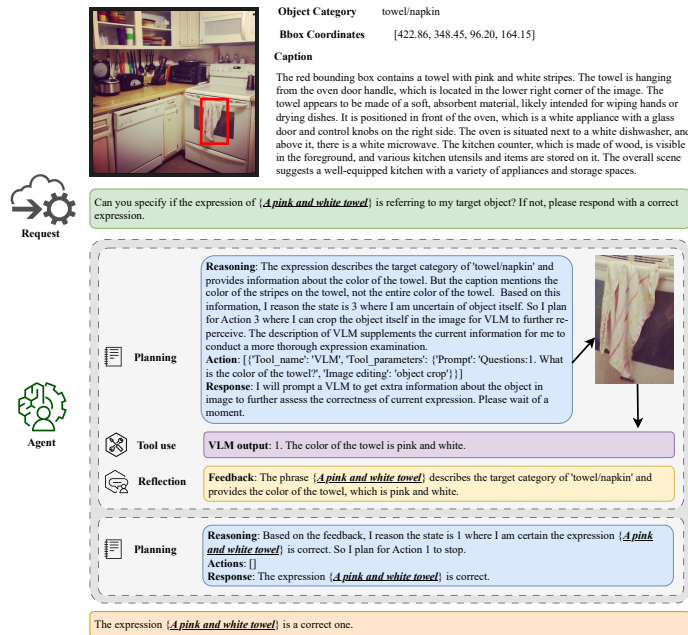 Object Category towel/napkin
Bbox Coordinates [422.86, 348.45, 96.20, 164.15]
Caption
The red bounding box contains a towel with pink and white stripes. The towel is hanging
from the oven door handle, which is located in the lower right corner of the image. The
towel appears to be made of a soft, absorbent material, likely intended for wiping hands or
drying dishes. It is positioned in front of the oven, which is a white appliance with a glass
door and control knobs on the right side. The oven is situated next to a white dishwasher, and
above it, there is a white microwave. The kitchen counter, which is made of wood, is visible
in the foreground, and various kitchen utensils and items are stored on it. The overall scene
suggests a well-equipped kitchen with a variety of appliances and storage spaces.
Request
Can you specify if the expression of {A pink and white towel} is referring to my target object? If not, please respond with a correct
expression.
Agent
Planning
Reasoning: The expression describes the target category of 'towel/napkin' and
provides information about the color of the towel. But the caption mentions the
color of the stripes on the towel, not the entire color of the towel. Based on this
information, I reason the state is 3 where I am uncertain of object itself. So I plan
for Action 3 where I can crop the object itself in the image for VLM to further re-
perceive. The description of VLM supplements the current information for me to
conduct a more thorough expression examination.
Action: [{'Tool_name': 'VLM', 'Tool_parameters': {'Prompt': 'Questions:1. What
is the color of the towel?', 'Image editing': 'object crop'}}]
Response: I will prompt a VLM to get extra information about the object in
image to further assess the correctness of current expression. Please wait of a
moment.
Tool use
VLM output: 1. The color of the towel is pink and white.
Reflection
Feedback: The phrase {A pink and white towel} describes the target category of 'towel/napkin' and
provides the color of the towel, which is pink and white.
Planning
Reasoning: Based on the feedback, I reason the state is 1 where I am certain the expression {A pink
and white towel} is correct. So I plan for Action 1 to stop.
Actions: []
Response: The expression {A pink and white towel} is correct.
The expression {A pink and white towel} is a correct one.